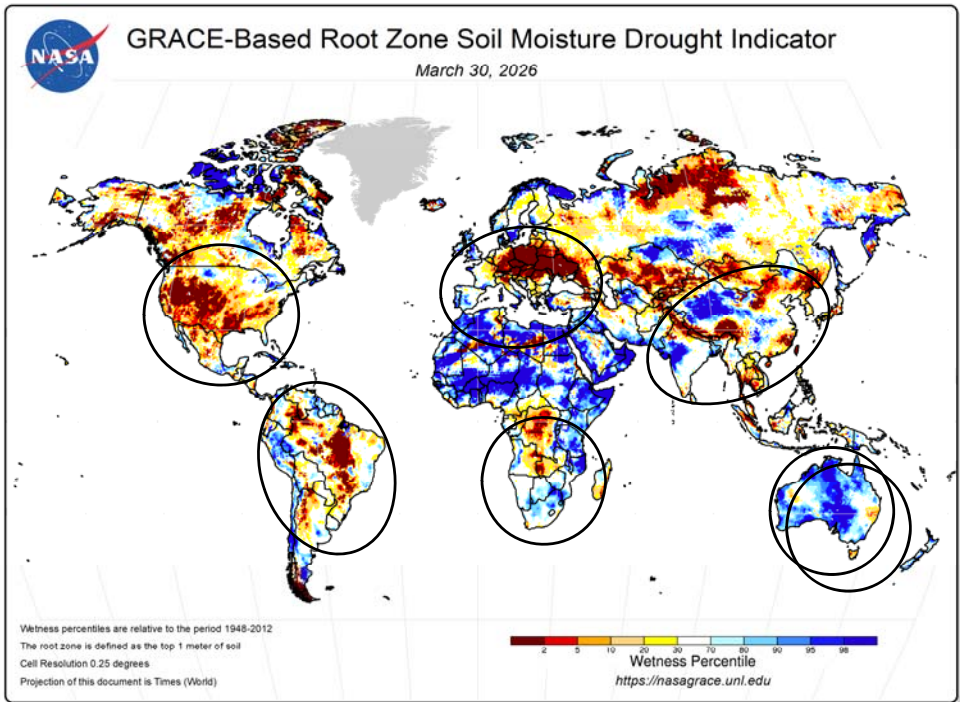 NASA
GRACE-Based Root Zone Soil Moisture Drought Indicator
March 30, 2026
Wetness percentiles are relative to the period 1948-2012
The root zone is defined as the top 1 meter of soil
Cell Resolution 0.25 degrees
Projection of this document is Times (World)
2 5 10 20 30 70 80 90 95 98
Wetness Percentile
https://nasagrace.unl.edu